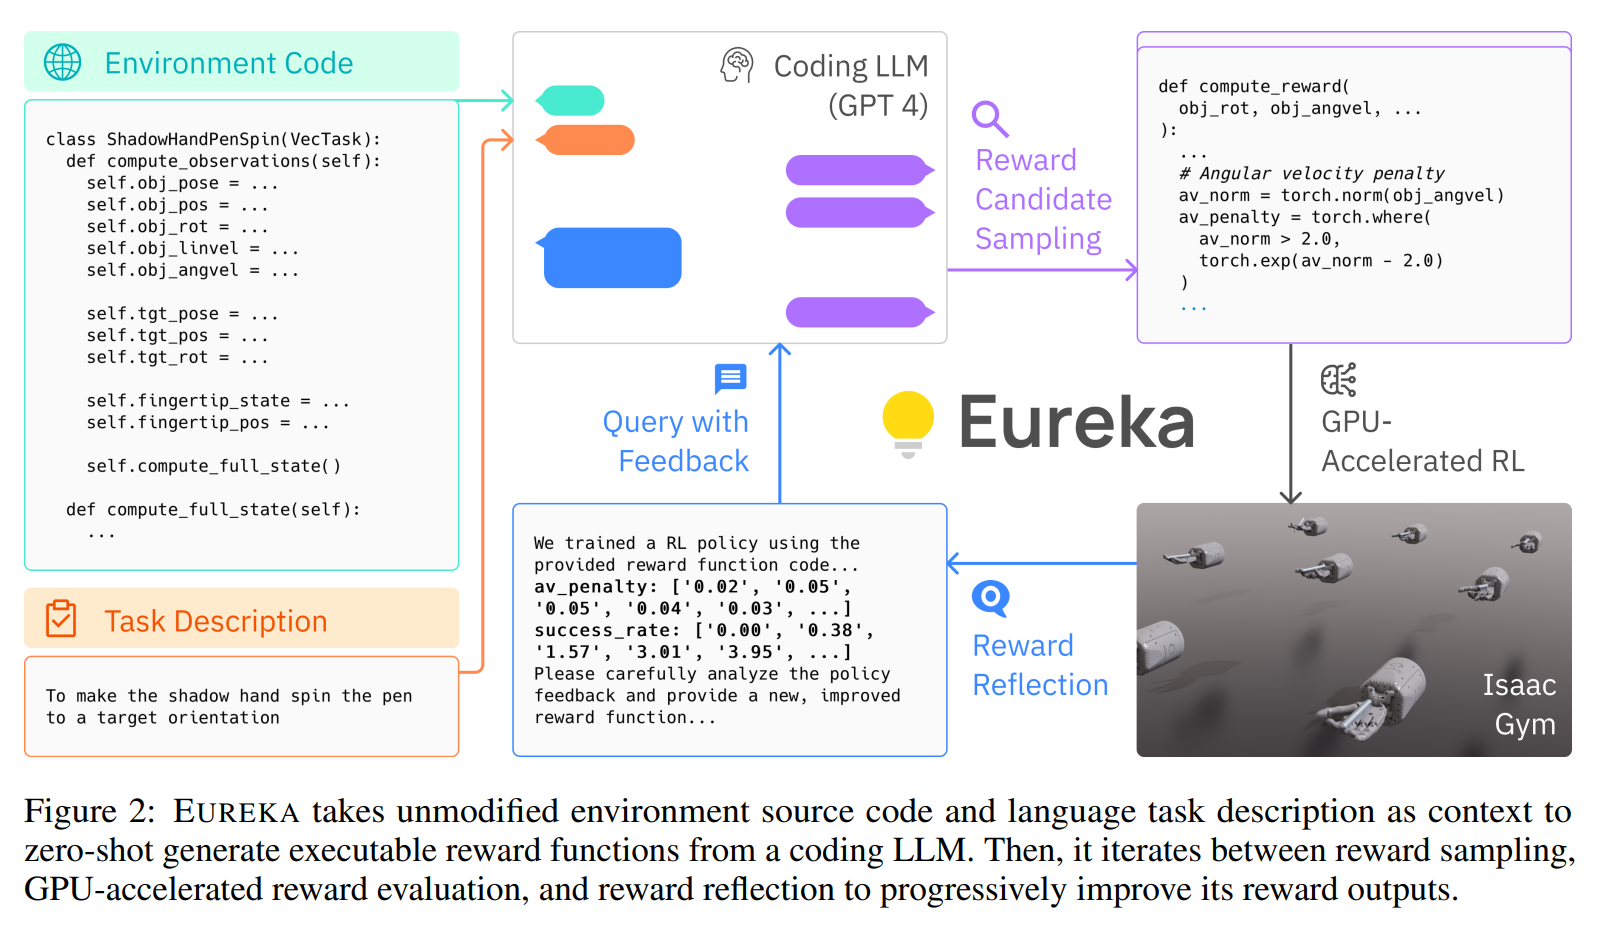 Environment Code
class ShadowHandPenSpin(VecTask):
def compute_observations(self):
self.obj_pose = ...
self.obj_pos = ...
self.obj_rot = ...
self.obj_linvel = ...
self.obj_angvel = ...
self.tgt_pose = ...
self.tgt_pos = ...
self.tgt_rot = ...
self.fingertip_state = ...
self.fingertip_pos = ...
self.compute_full_state()
def compute_full_state(self):
...
Task Description
To make the shadow hand spin the pen
to a target orientation
Coding LLM
(GPT 4)
Reward
Candidate
Sampling
def compute_reward(
obj_rot, obj_angvel, ...
):
...
# Angular velocity penalty
av_norm = torch.norm(obj_angvel)
av_penalty = torch.where(
av_norm > 2.0,
torch.exp(av_norm - 2.0)
)
...
Query with
Feedback
Eureka
GPU-
Accelerated RL
We trained a RL policy using the
provided reward function code...
av_penalty: ['0.02', '0.05',
'0.05', '0.04', '0.03', ...]
success_rate: ['0.00', '0.38',
'1.57', '3.01', '3.95', ...]
Please carefully analyze the policy
feedback and provide a new, improved
reward function...
Reward
Reflection
Isaac
Gym
Figure 2: EUREKA takes unmodified environment source code and language task description as context to
zero-shot generate executable reward functions from a coding LLM. Then, it iterates between reward sampling,
GPU-accelerated reward evaluation, and reward reflection to progressively improve its reward outputs.